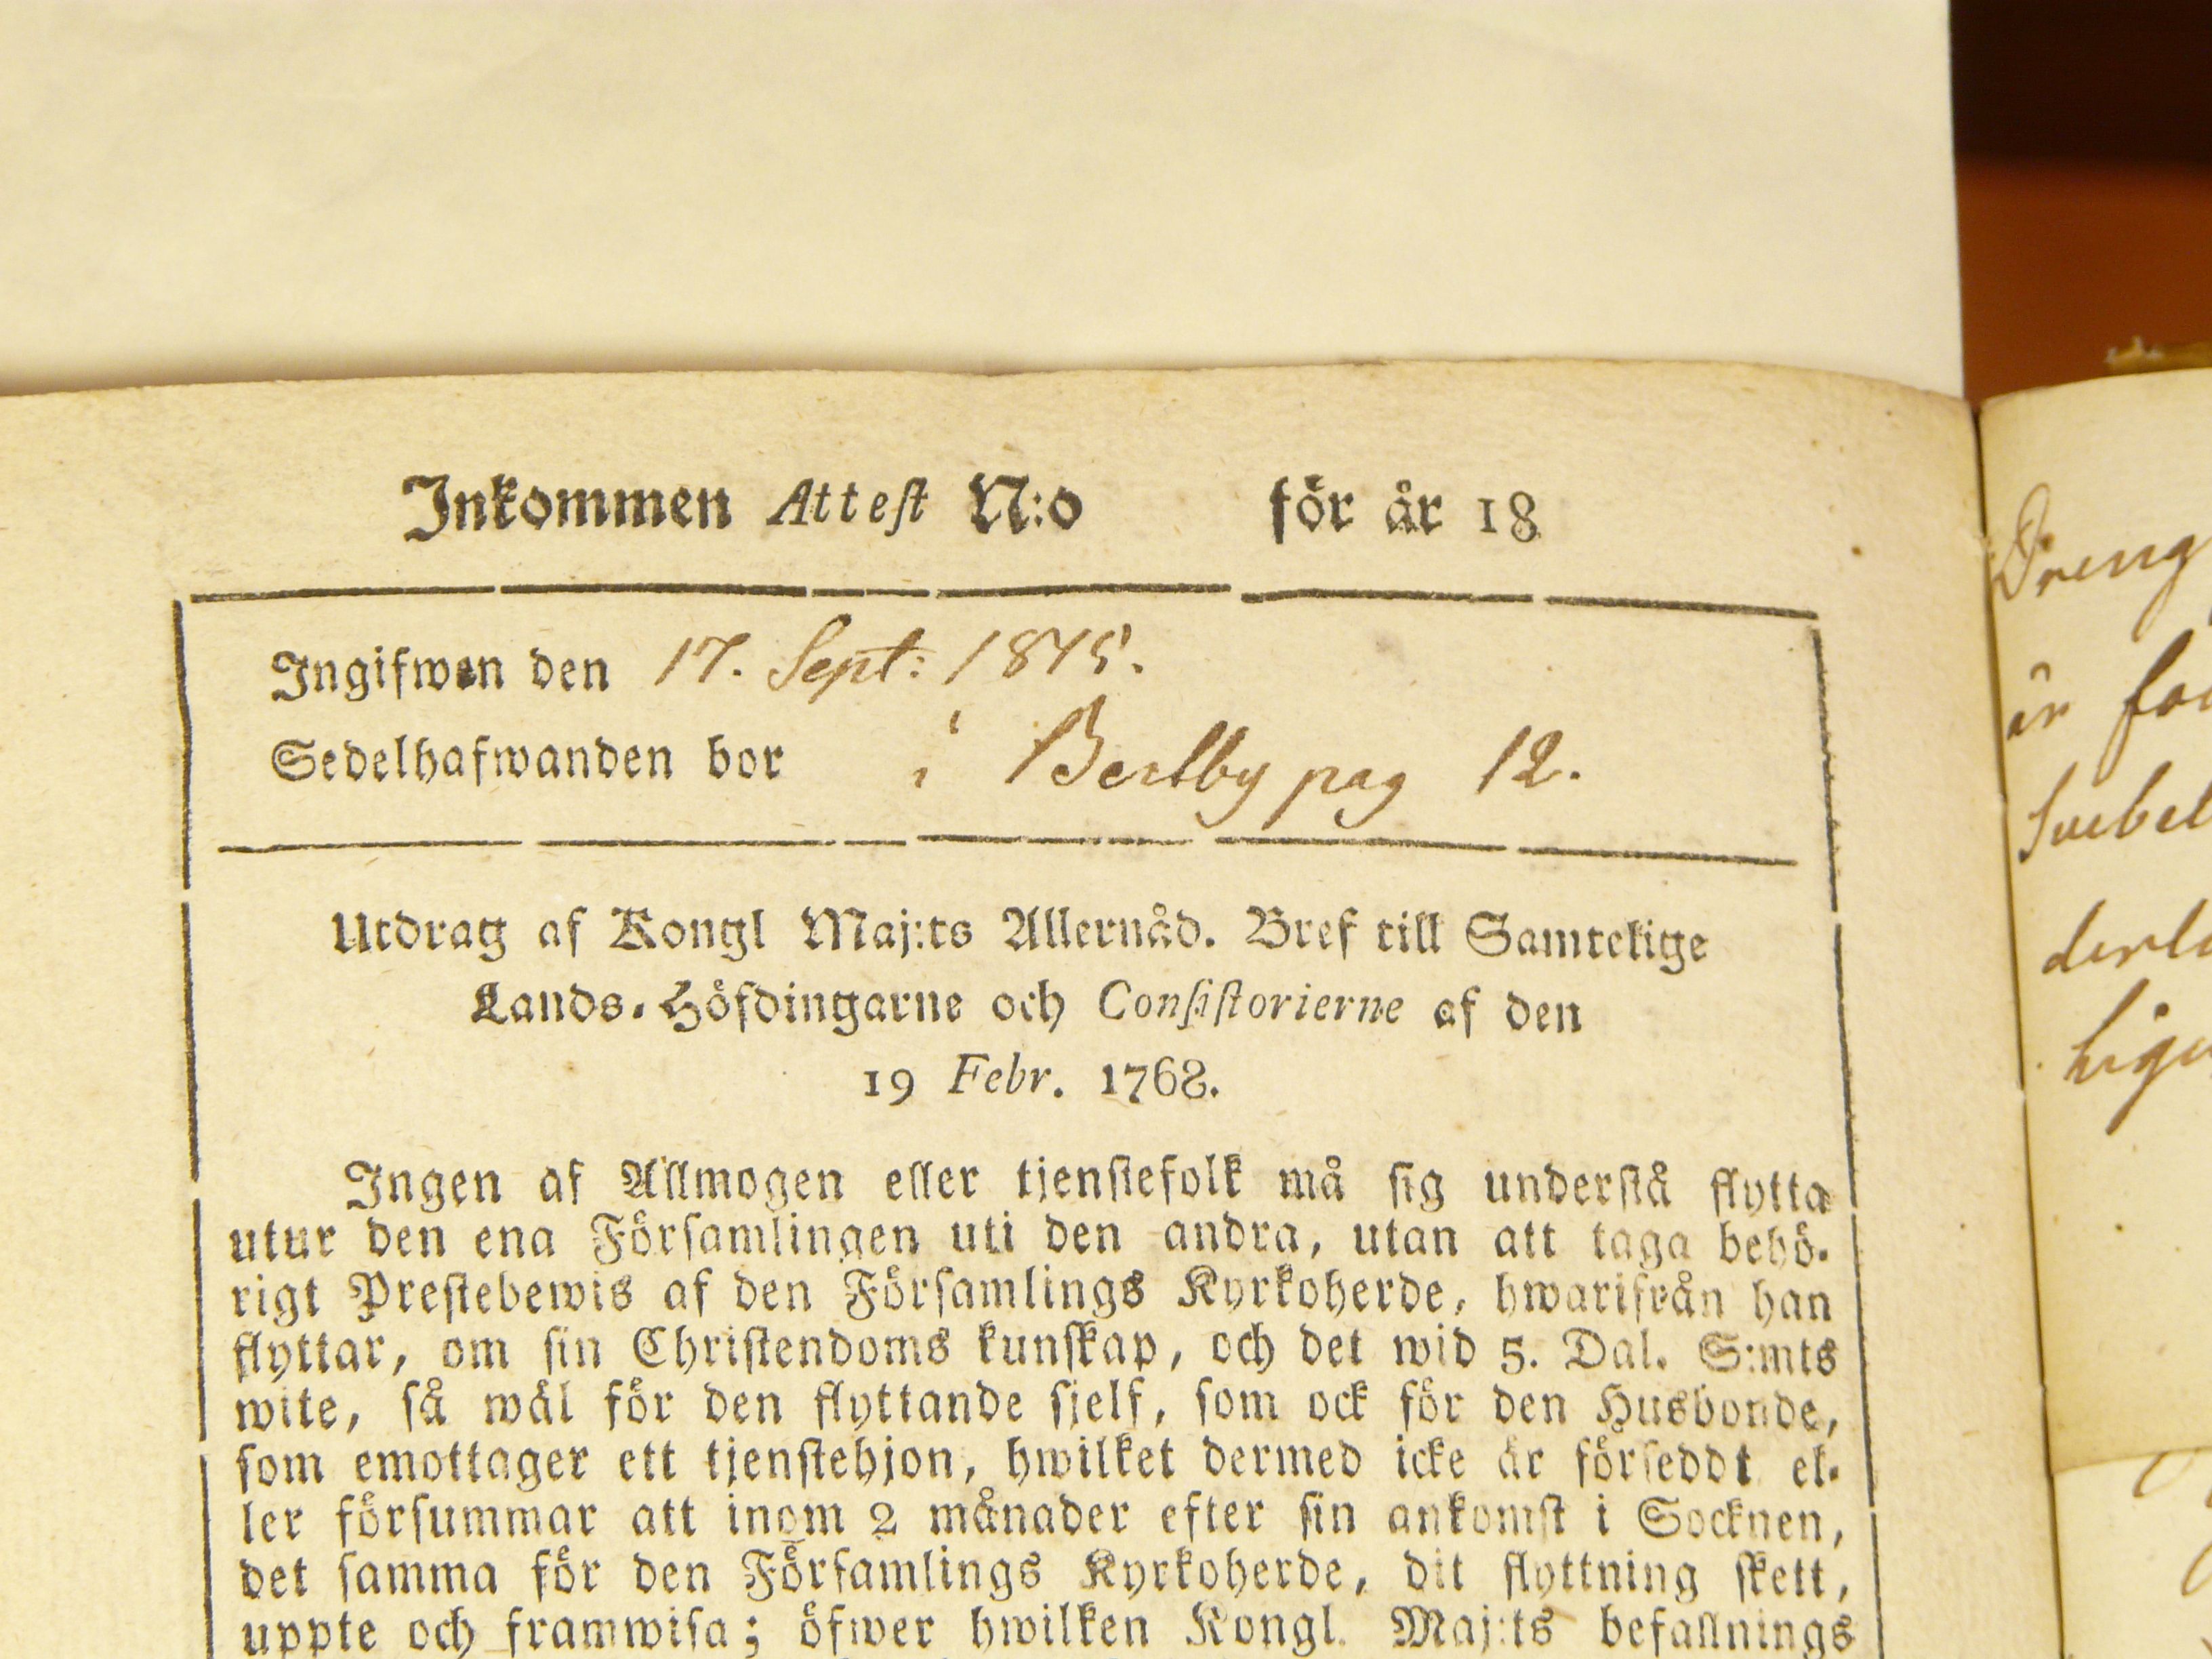 Inkommen Attest N:o för år 18
Ingifwen den 17. Sept: 1845.
Sedelhafwanden bor i Bertby pag 12.
Utdrag af Kongl Maj:ts Allernåd. Bref till Samtelige
Lands-Höfdingarne och Consistorierne af den
19 Febr. 1768.
Ingen af Allmogen eller tjenstefolk må sig understå flytta
utur den ena Församlingen uti den andra, utan att taga behö-
rigt Prestebewis af den Församlings Kyrkoherde, hwarifrån han
flyttar, om sin Christendoms kunskap, och det wid 5. Dal. S:mts
wite, så wäl för den flyttande sjelf, som ock för den Husbonde,
som emottager ett tjenstehjon, hwilket dermed icke är förseddt el-
ler försummar att inom 2 månader efter sin ankomst i Socknen,
det samma för den Församlings Kyrkoherde, dit flyttning skett,
uppte och framwisa; öfwer hwilken Kongl. Maj:ts befallnings
Dreng
är